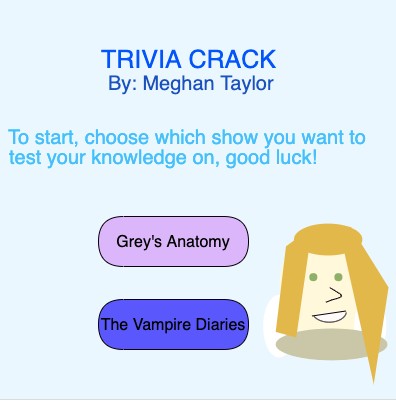 TRIVIA CRACK
By: Meghan Taylor
To start, choose which show you want to
test your knowledge on, good luck!
Grey's Anatomy
The Vampire Diaries